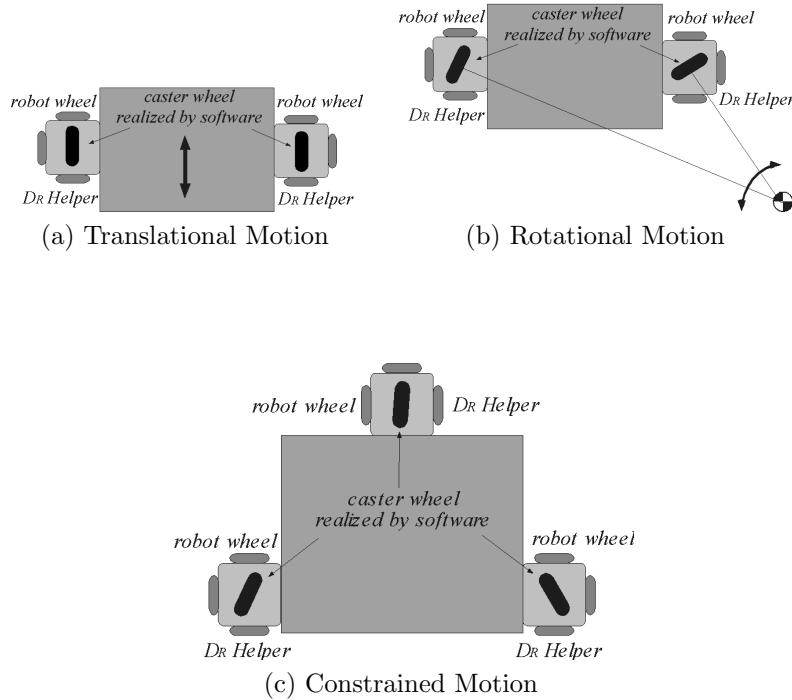 robot wheel
caster wheel
realized by software
robot wheel
DR Helper
DR Helper
(a) Translational Motion
robot wheel
caster wheel
realized by software
robot wheel
DR Helper
DR Helper
(b) Rotational Motion
robot wheel
DR Helper
caster wheel
realized by software
robot wheel
robot wheel
DR Helper
DR Helper
(c) Constrained Motion